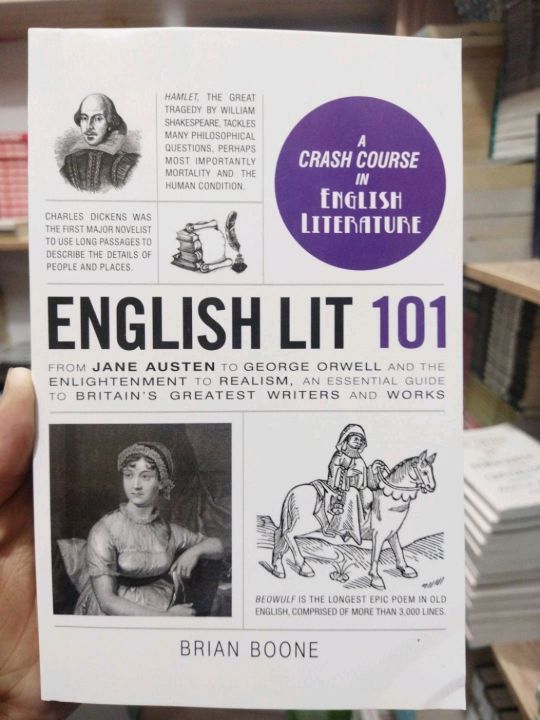 HAMLET, THE GREAT
TRAGEDY BY WILLIAM
SHAKESPEARE, TACKLES
MANY PHILOSOPHICAL
QUESTIONS, PERHAPS
MOST IMPORTANTLY
MORTALITY AND THE
HUMAN CONDITION.
A
CRASH COURSE
IN
ENGLISH
LITERATURE
CHARLES DICKENS WAS
THE FIRST MAJOR NOVELIST
TO USE LONG PASSAGES TO
DESCRIBE THE DETAILS OF
PEOPLE AND PLACES.
ENGLISH LIT 101
FROM JANE AUSTEN TO GEORGE ORWELL AND THE
ENLIGHTENMENT TO REALISM, AN ESSENTIAL GUIDE
TO BRITAIN'S GREATEST WRITERS AND WORKS
BEOWULF IS THE LONGEST EPIC POEM IN OLD
ENGLISH, COMPRISED OF MORE THAN 3,000 LINES.
BRIAN BOONE